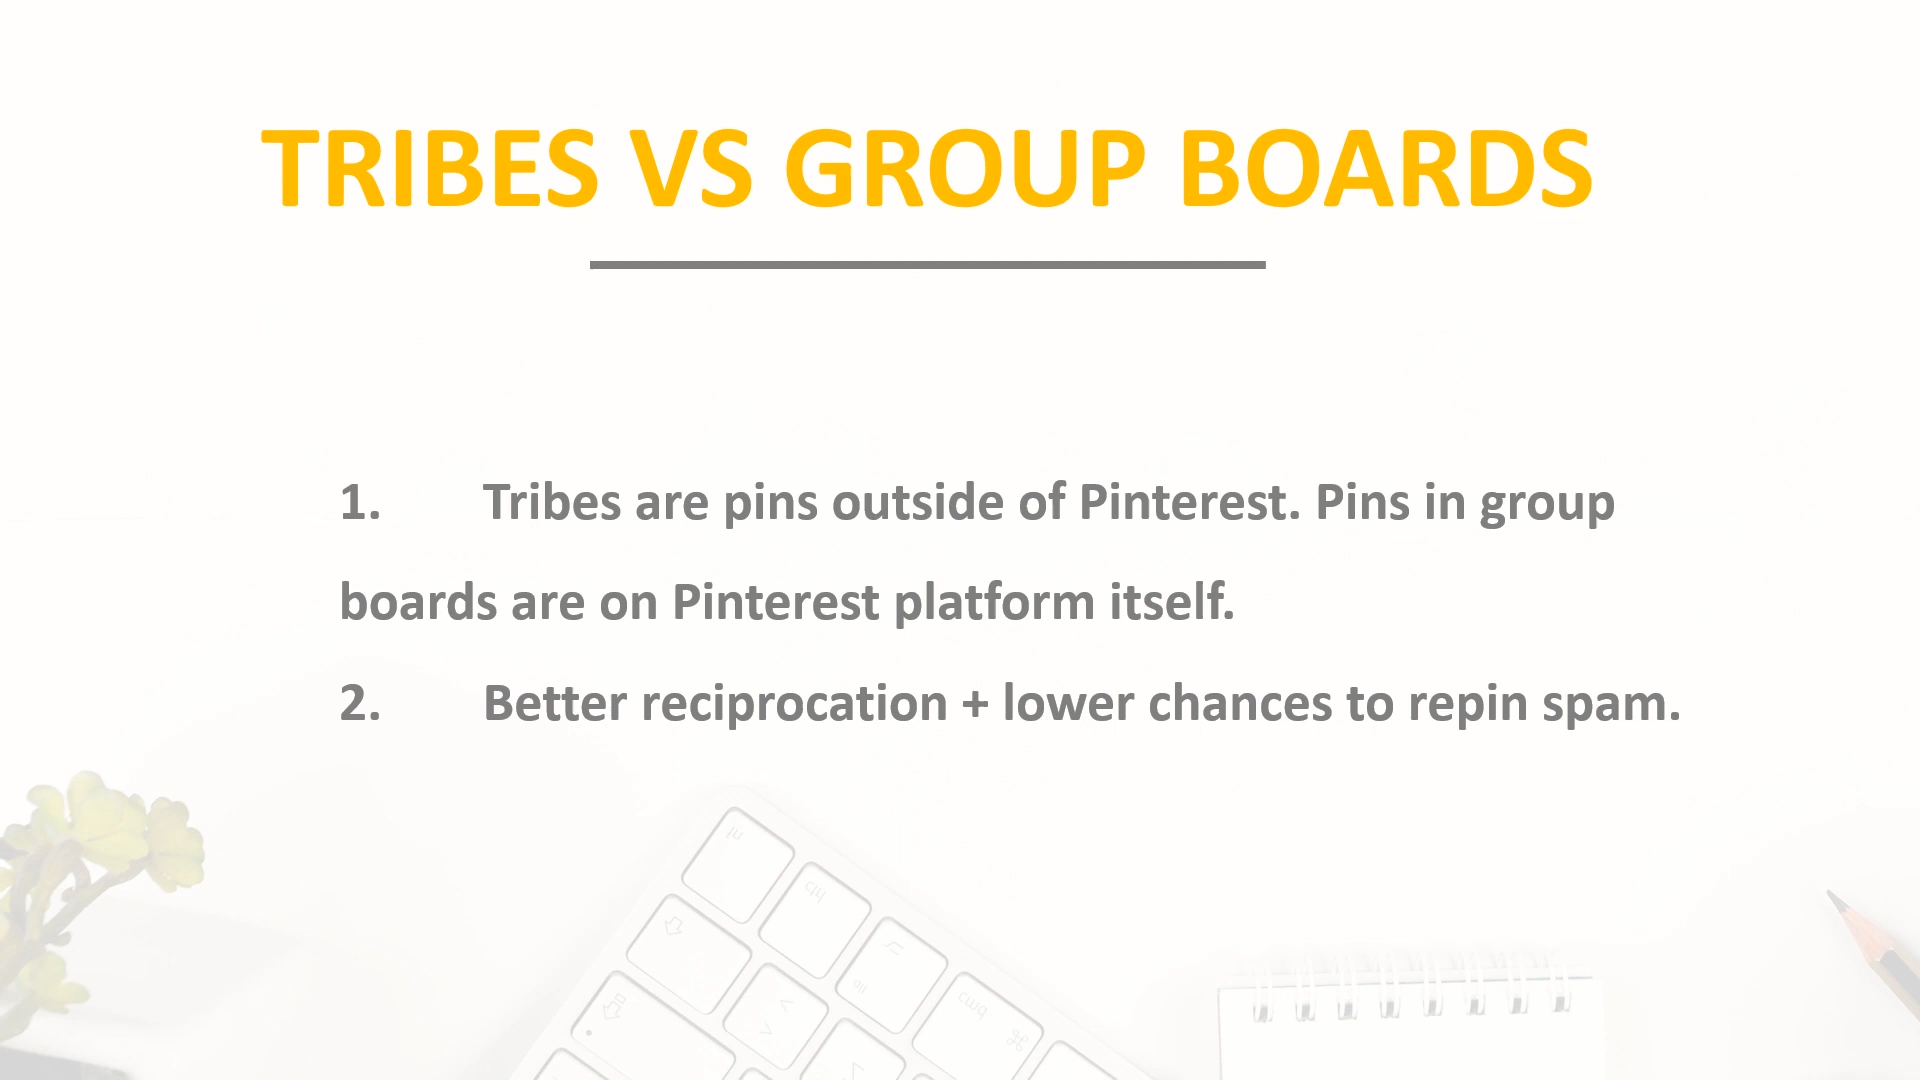 TRIBES VS GROUP BOARDS
1. Tribes are pins outside of Pinterest. Pins in group
boards are on Pinterest platform itself.
2. Better reciprocation + lower chances to repin spam.